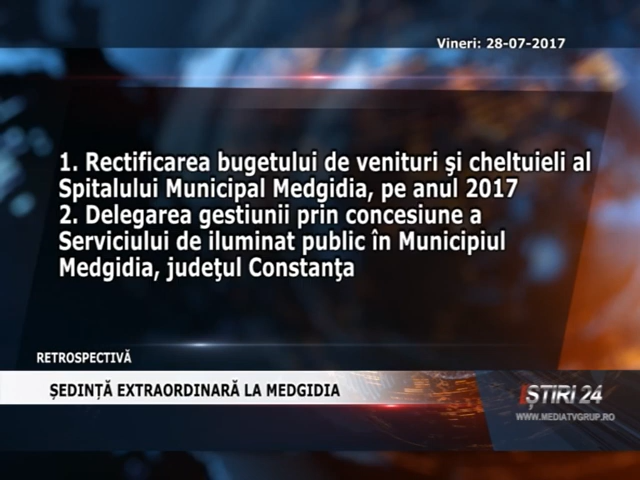 Vineri: 28-07-2017
1. Rectificarea bugetului de venituri şi cheltuieli al
Spitalului Municipal Medgidia, pe anul 2017
2. Delegarea gestiunii prin concesiune a
Serviciului de iluminat public în Municipiul
Medgidia, judeţul Constanţa
RETROSPECTIVĂ
ŞEDINŢĂ EXTRAORDINARĂ LA MEDGIDIA
ŞTIRI 24
WWW.MEDIATVGRUP.RO